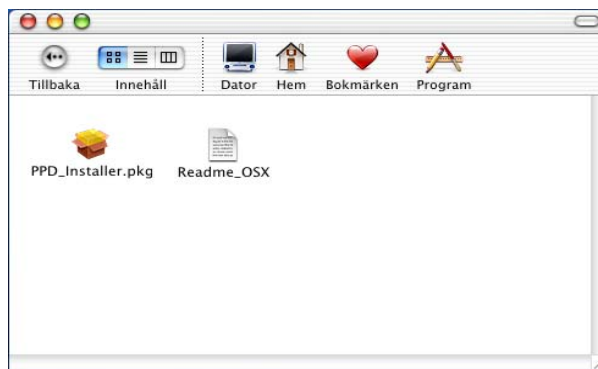 Tillbaka Innehåll Dator Hem Bokmärken Program
PPD_Installer.pkg Readme_OSX